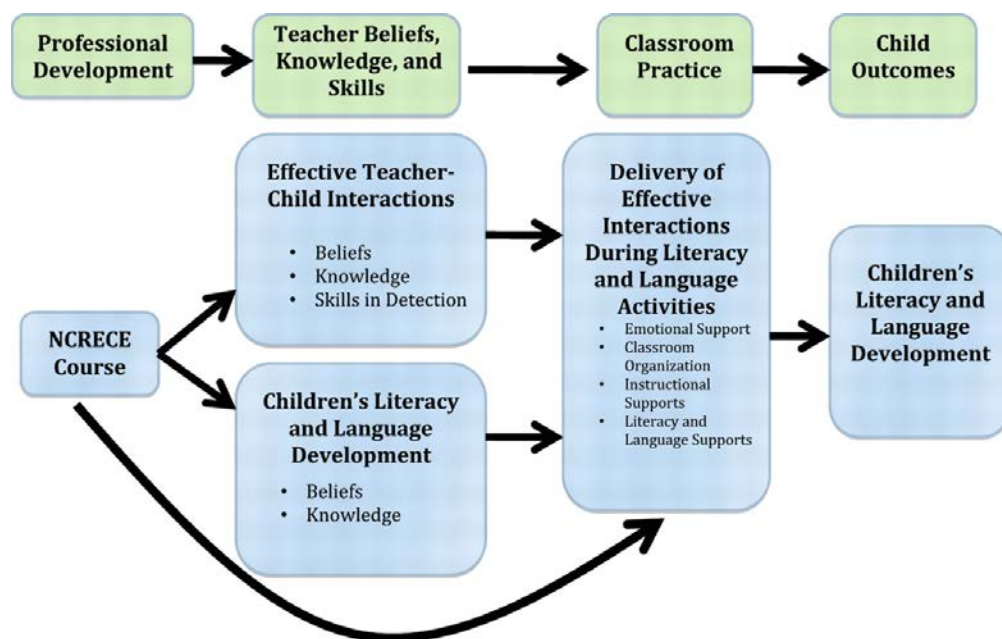 Professional
Development
Teacher Beliefs,
Knowledge, and
Skills
Classroom
Practice
Child
Outcomes
Effective Teacher-
Child Interactions
• Beliefs
• Knowledge
• Skills in Detection
Delivery of
Effective
Interactions
During Literacy
and Language
Activities
• Emotional Support
• Classroom
Organization
• Instructional
Supports
• Literacy and
Language Supports
Children’s
Literacy and
Language
Development
NCRECE
Course
Children’s Literacy
and Language
Development
• Beliefs
• Knowledge